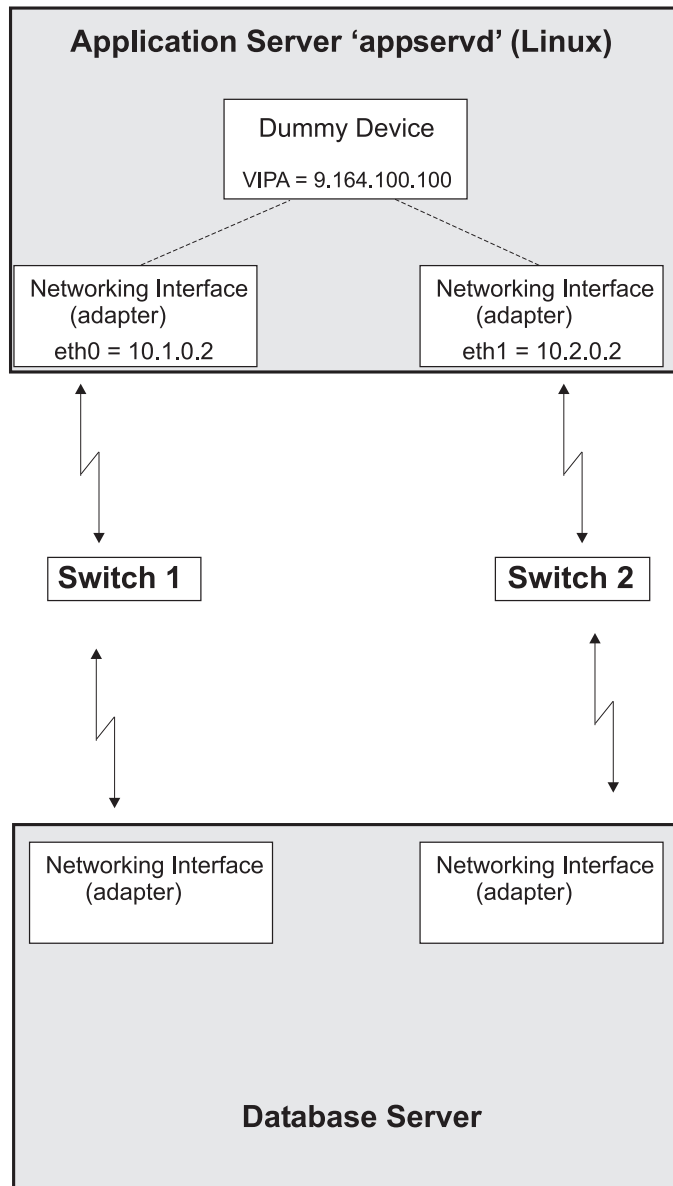 Application Server ‘appservd’ (Linux)
Dummy Device
VIPA = 9.164.100.100
Networking Interface
(adapter)
eth0 = 10.1.0.2
Networking Interface
(adapter)
eth1 = 10.2.0.2
Switch 1
Switch 2
Networking Interface
(adapter)
Networking Interface
(adapter)
Database Server